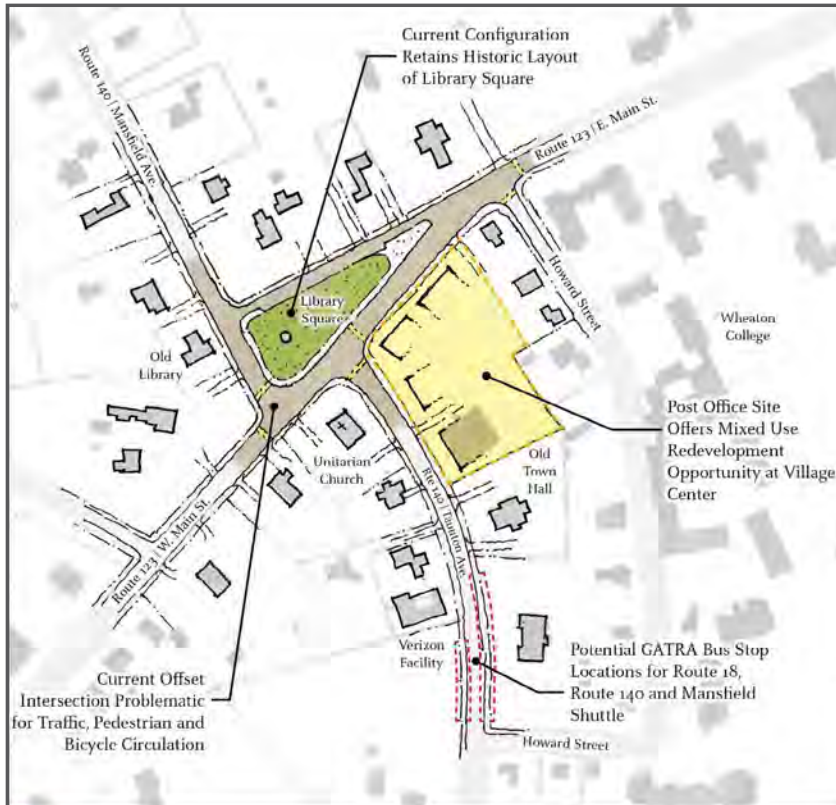 Current Configuration
Retains Historic Layout
of Library Square
Route 140 | Mansfield Ave.
Route 123 | E. Main St.
Howard Street
Library
Square
Wheaton
College
Old
Library
Post Office Site
Offers Mixed Use
Redevelopment
Opportunity at Village
Center
Unitarian
Church
Old
Town
Hall
Rte 140 | Taunton Ave.
Route 123 | W. Main St.
Verizon
Facility
Potential GATRA Bus Stop
Locations for Route 18,
Route 140 and Mansfield
Shuttle
Current Offset
Intersection Problematic
for Traffic, Pedestrian and
Bicycle Circulation
Howard Street